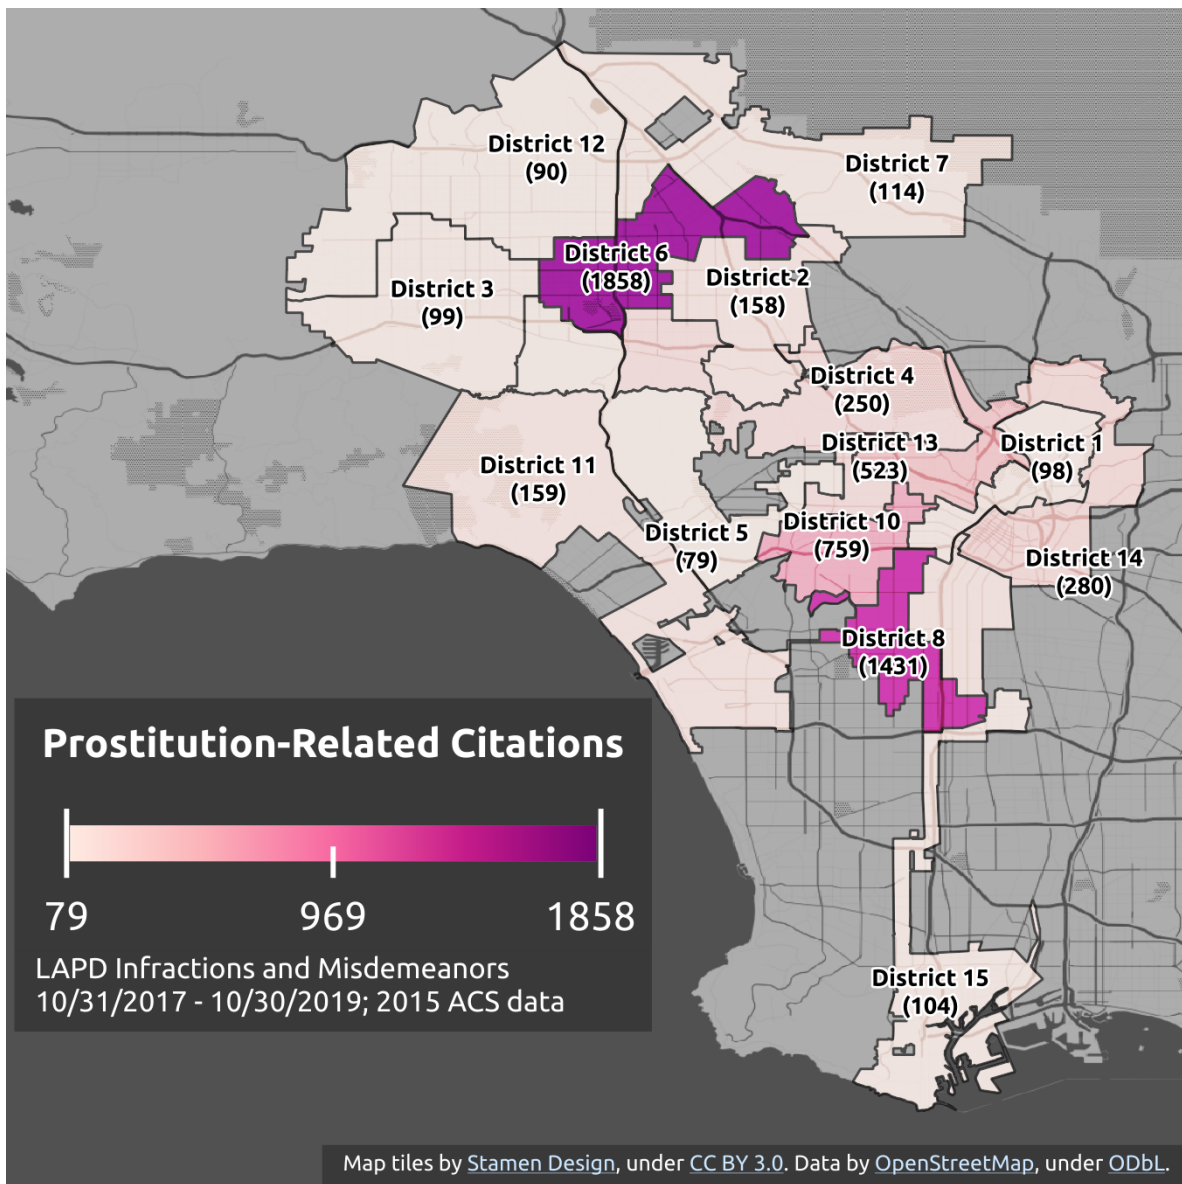 District 12
(90)
District 7
(114)
District 6
(1858)
District 2
(158)
District 3
(99)
District 4
(250)
District 13
(523)
District 1
(98)
District 11
(159)
District 10
(759)
District 5
(79)
District 14
(280)
District 8
(1431)
Prostitution-Related Citations
79
969
1858
LAPD Infractions and Misdemeanors
10/31/2017 - 10/30/2019; 2015 ACS data
District 15
(104)
Map tiles by Stamen Design, under CC BY 3.0. Data by OpenStreetMap, under ODbL.